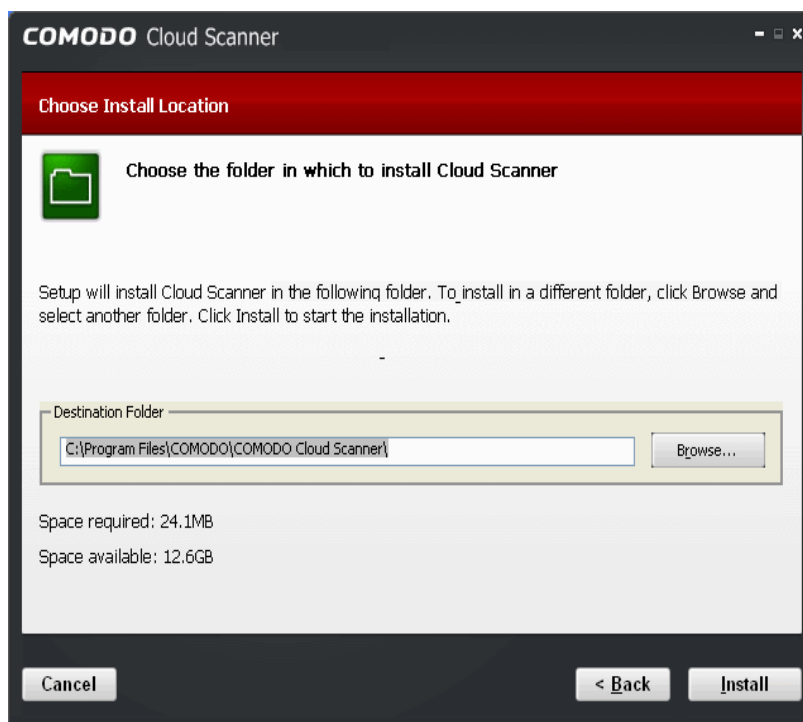 COMODO Cloud Scanner
Choose Install Location
Choose the folder in which to install Cloud Scanner
Setup will install Cloud Scanner in the following folder. To install in a different folder, click Browse and
select another folder. Click Install to start the installation.
Destination Folder
C:\Program Files\COMODO\COMODO Cloud Scanner\
Browse...
Space required: 24.1MB
Space available: 12.6GB
Cancel
< Back
Install